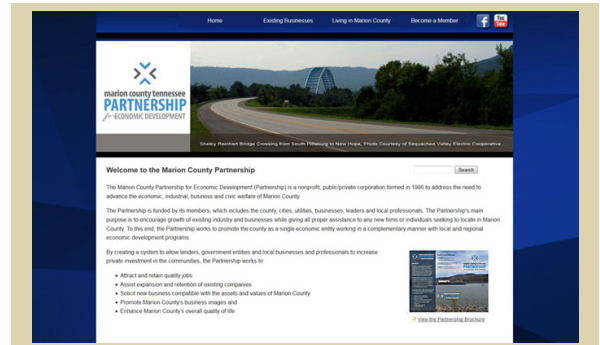 Home Existing Businesses Living in Marion County Become a Member
You
Tube
marion county tennessee
PARTNERSHIP
for ECONOMIC DEVELOPMENT
Shelby Reinhart Bridge Crossing from South Pittsburg to New Hope, Photo Courtesy of Sequachee Valley Electric Cooperative
Welcome to the Marion County Partnership
Search
The Marion County Partnership for Economic Development (Partnership) is a nonprofit, public/private corporation formed in 1986 to address the need to
advance the economic, industrial, business and civic welfare of Marion County.
The Partnership is funded by its members, which includes the county, cities, utilities, businesses, leaders and local professionals. The Partnership's main
purpose is to encourage growth of existing industry and businesses while giving all proper assistance to any new firms or individuals seeking to locate in Marion
County. To this end, the Partnership works to promote the county as a single economic entity working in a complementary manner with local and regional
economic development programs.
By creating a system to allow lenders, government entities and local businesses and professionals to increase
private investment in the communities, the Partnership works to:
• Attract and retain quality jobs
• Assist expansion and retention of existing companies
• Solicit new business compatible with the assets and values of Marion County
• Promote Marion County's business images and
• Enhance Marion County's overall quality of life
View the Partnership Brochure